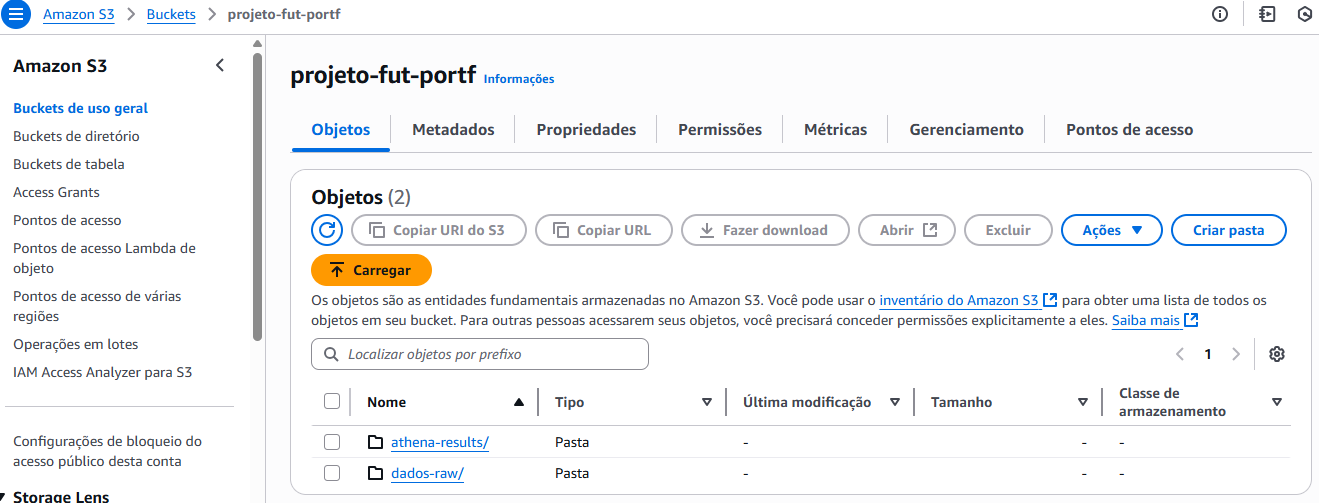 Amazon S3 > Buckets > projeto-fut-portf
Amazon S3
Buckets de uso geral
Buckets de diretório
Buckets de tabela
Access Grants
Pontos de acesso
Pontos de acesso Lambda de
objeto
Pontos de acesso de várias
regiões
Operações em lotes
IAM Access Analyzer para S3
Configurações de bloqueio do
acesso público desta conta
Storage Lens
projeto-fut-portf Informações
Objetos Metadados Propriedades Permissões Métricas Gerenciamento Pontos de acesso
Objetos (2)
Copiar URI do S3 Copiar URL Fazer download Abrir Excluir Ações Criar pasta
Carregar
Os objetos são as entidades fundamentais armazenadas no Amazon S3. Você pode usar o inventário do Amazon S3 para obter uma lista de todos os
objetos em seu bucket. Para outras pessoas acessarem seus objetos, você precisará conceder permissões explicitamente a eles. Saiba mais
Localizar objetos por prefixo
1
Nome Tipo Última modificação Tamanho Classe de
armazenamento
athena-results/ Pasta - - -
dados-raw/ Pasta - - -